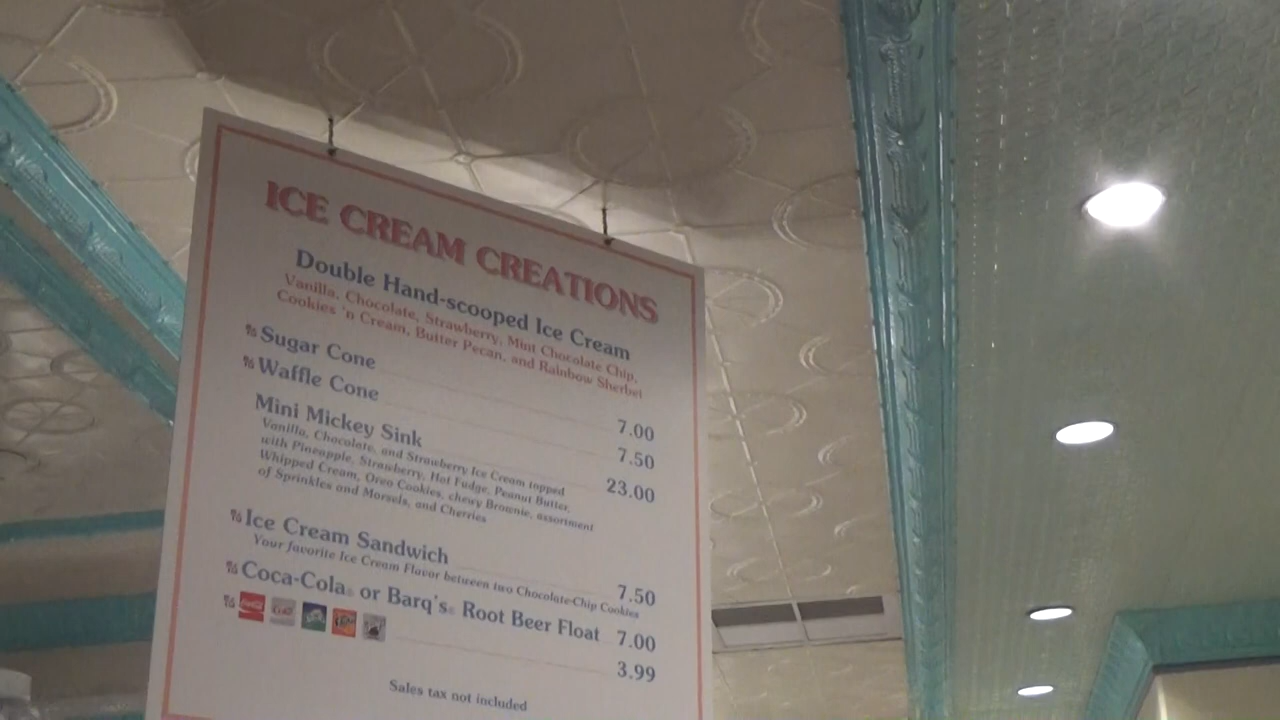 ICE CREAM CREATIONS
Double Hand-scooped Ice Cream
Vanilla, Chocolate, Strawberry, Mint Chocolate Chip,
Cookies 'n Cream, Butter Pecan, and Rainbow Sherbet
Sugar Cone 7.00
Waffle Cone 7.50
Mini Mickey Sink 23.00
Vanilla, Chocolate, and Strawberry Ice Cream topped
with Pineapple, Strawberry, Hot Fudge, Peanut Butter,
Whipped Cream, Oreo Cookies, chewy Brownie, assortment
of Sprinkles and Morsels, and Cherries
Ice Cream Sandwich 7.50
Your favorite Ice Cream Flavor between two Chocolate-Chip Cookies
Coca-Cola® or Barq's® Root Beer Float 7.00
3.99
Sales tax not included